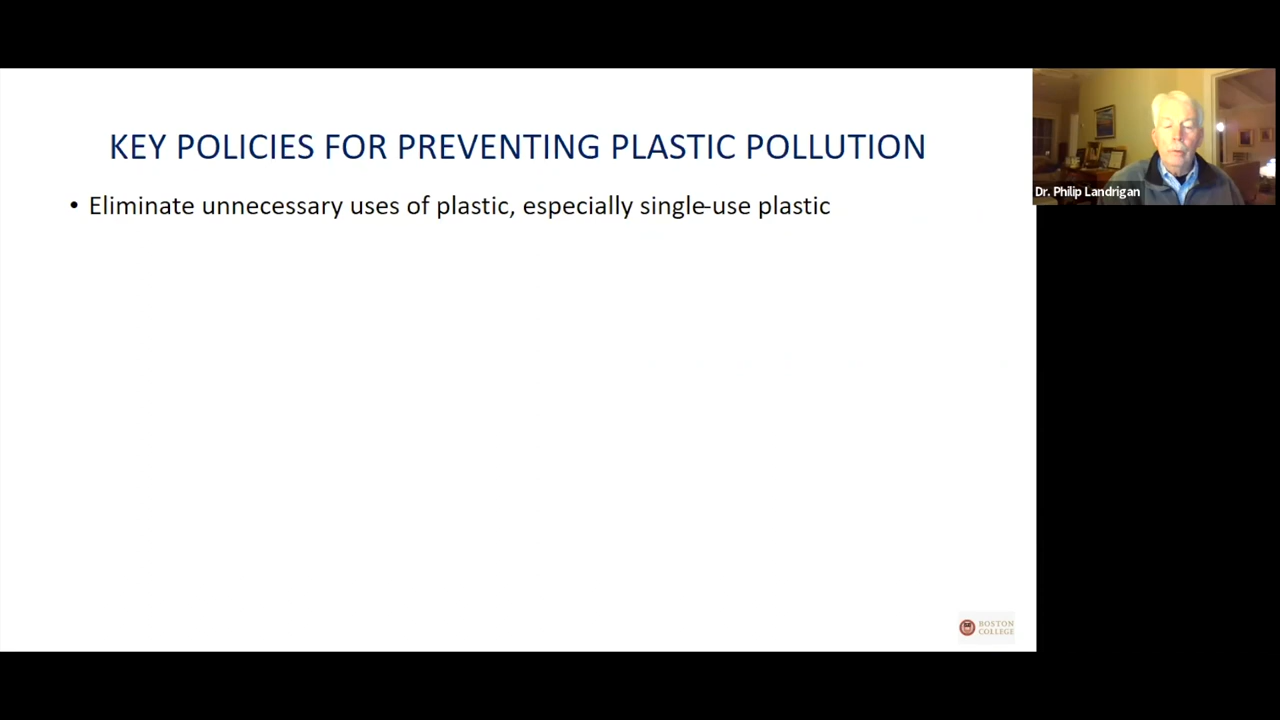 KEY POLICIES FOR PREVENTING PLASTIC POLLUTION
• Eliminate unnecessary uses of plastic, especially single-use plastic
Dr. Philip Landrigan
BOSTON
COLLEGE